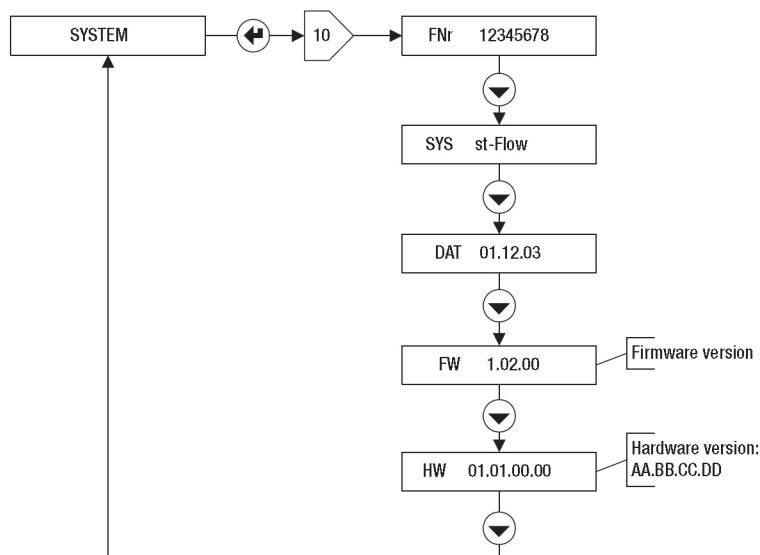 SYSTEM
10
FNr 12345678
SYS st-Flow
DAT 01.12.03
FW 1.02.00
Firmware version
HW 01.01.00.00
Hardware version:
AA.BB.CC.DD